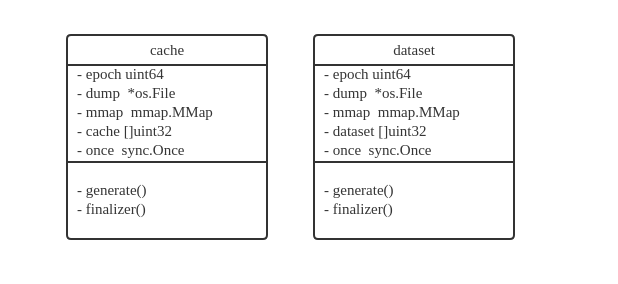 cache
- epoch uint64
- dump  *os.File
- mmap  mmap.MMap
- cache []uint32
- once  sync.Once
- generate()
- finalizer()
dataset
- epoch uint64
- dump  *os.File
- mmap  mmap.MMap
- dataset []uint32
- once  sync.Once
- generate()
- finalizer()